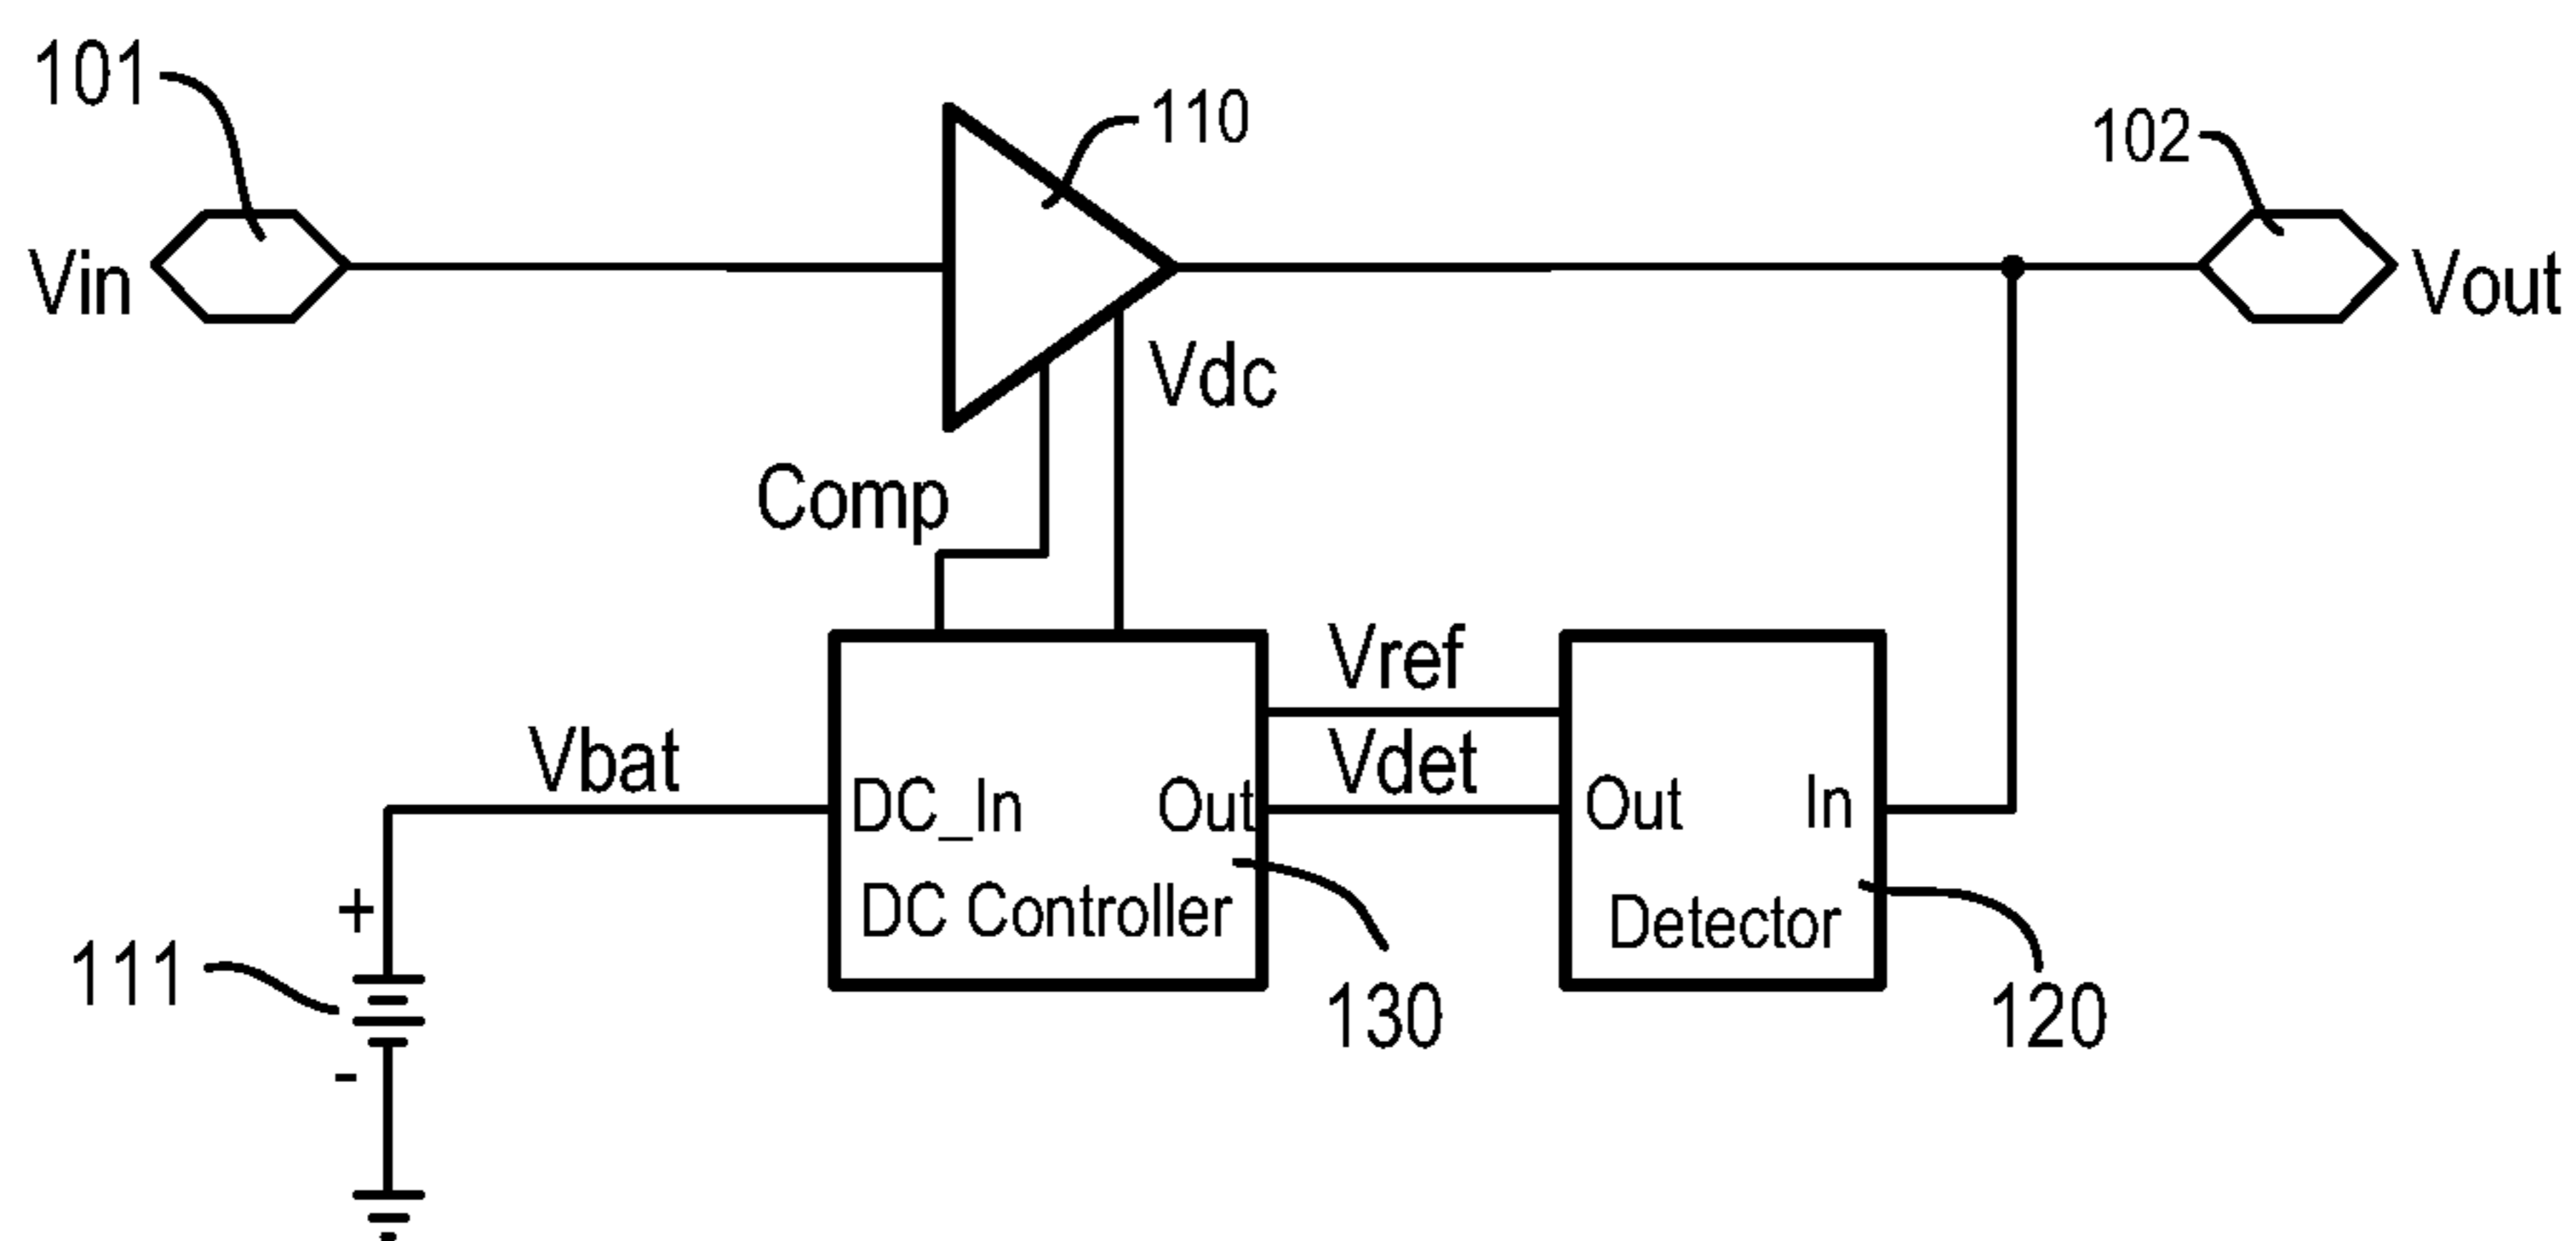 101
110
102
Vin
Vout
Vdc
Comp
Vref
Vbat
Vdet
DC_In Out
Out In
DC Controller
Detector
+
111
-
130
120